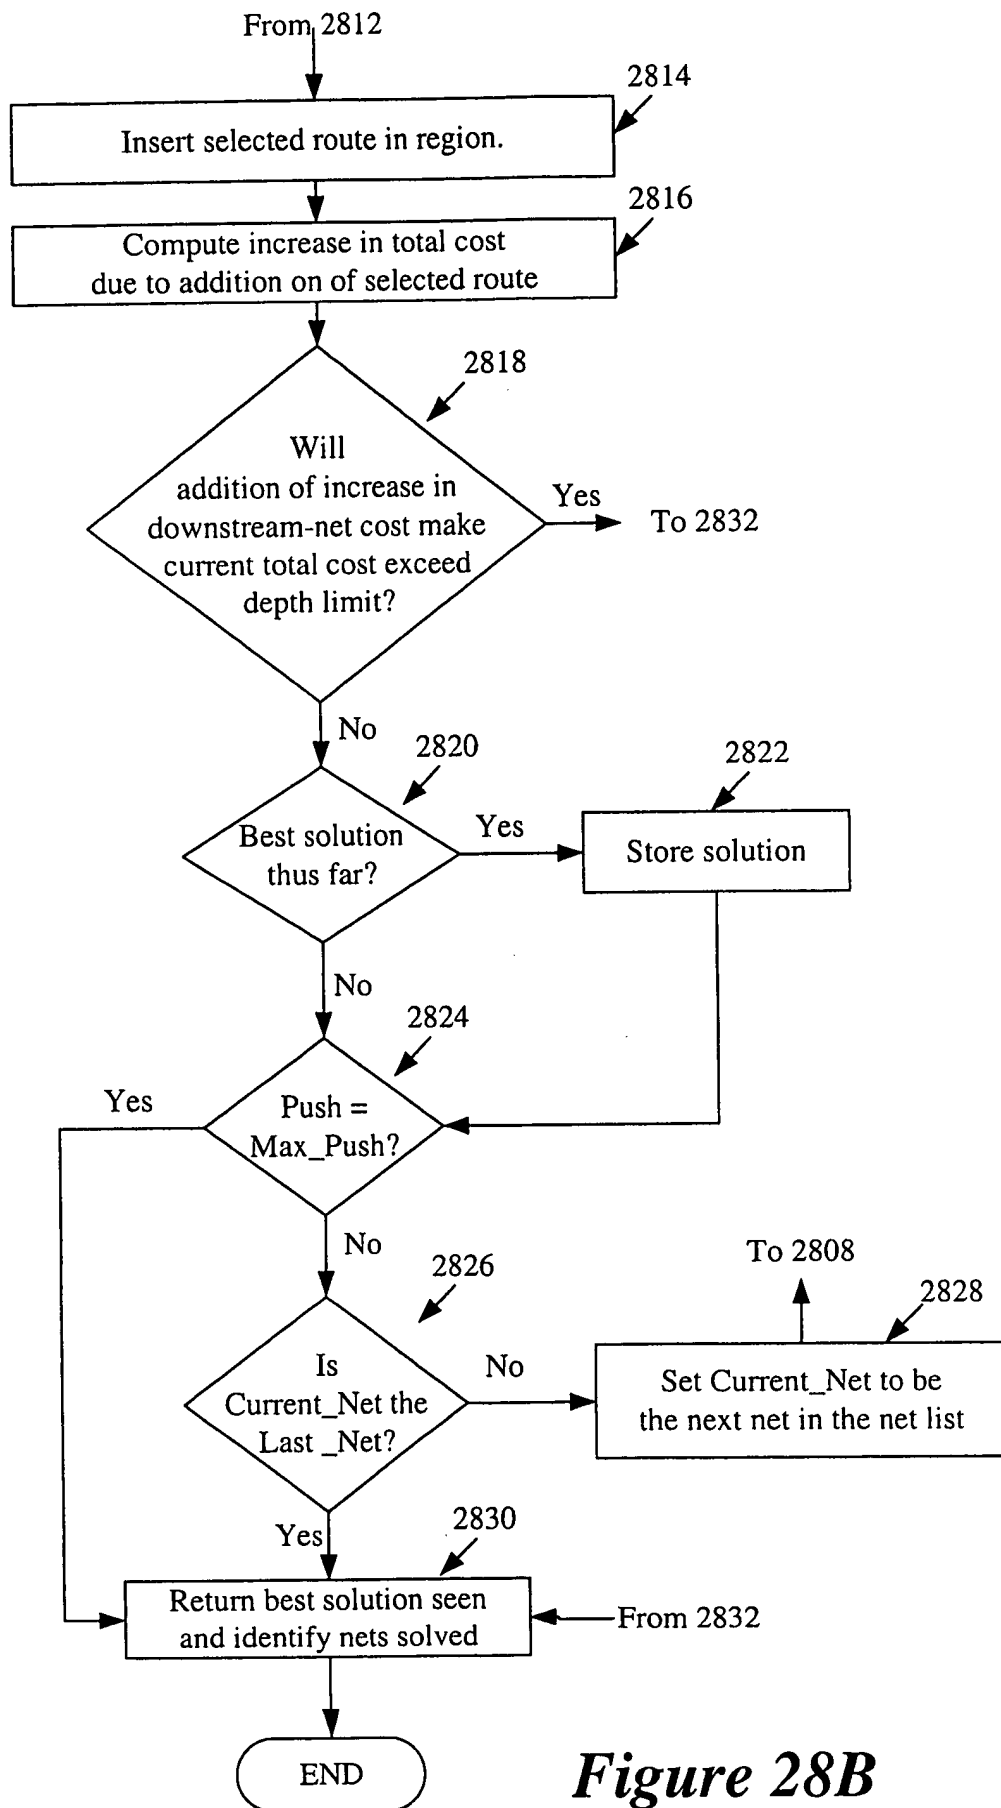 From 2812
2814
Insert selected route in region.
2816
Compute increase in total cost
due to addition on of selected route
2818
Will
addition of increase in
downstream-net cost make
current total cost exceed
depth limit?
Yes
To 2832
No
2820
2822
Best solution
thus far?
Yes
Store solution
No
2824
Yes
Push =
Max_Push?
No
2826
To 2808
2828
Is
Current_Net the
Last _Net?
No
Set Current_Net to be
the next net in the net list
Yes
2830
Return best solution seen
and identify nets solved
From 2832
END
Figure 28B